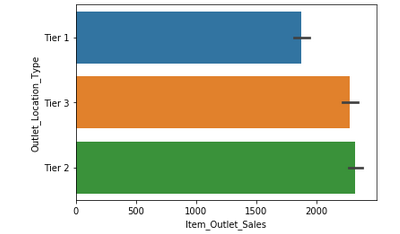 Outlet_Location_Type
Tier 1
Tier 3
Tier 2
0 500 1000 1500 2000
Item_Outlet_Sales